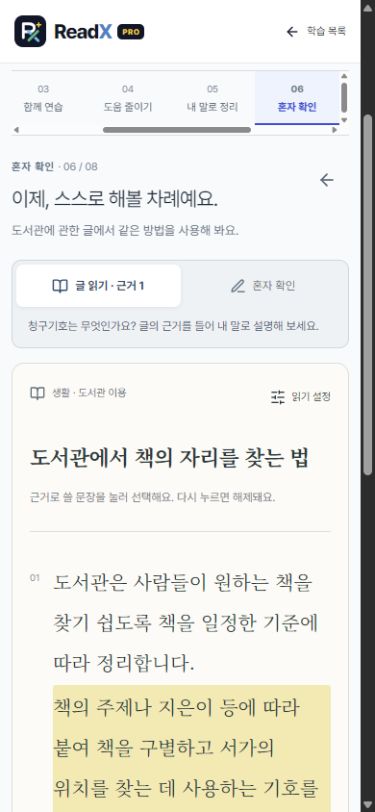 ReadX PRO
학습 목록
03
함께 연습
04
도움 줄이기
05
내 말로 정리
06
혼자 확인
혼자 확인 · 06 / 08
이제, 스스로 해볼 차례예요.
도서관에 관한 글에서 같은 방법을 사용해 봐요.
글 읽기 · 근거 1
혼자 확인
청구기호는 무엇인가요? 글의 근거를 들어 내 말로 설명해 보세요.
생활 · 도서관 이용
읽기 설정
도서관에서 책의 자리를 찾는 법
근거로 쓸 문장을 눌러 선택해요. 다시 누르면 해제돼요.
01
도서관은 사람들이 원하는 책을
찾기 쉽도록 책을 일정한 기준에
따라 정리합니다.
책의 주제나 지은이 등에 따라
붙여 책을 구별하고 서가의
위치를 찾는 데 사용하는 기호를